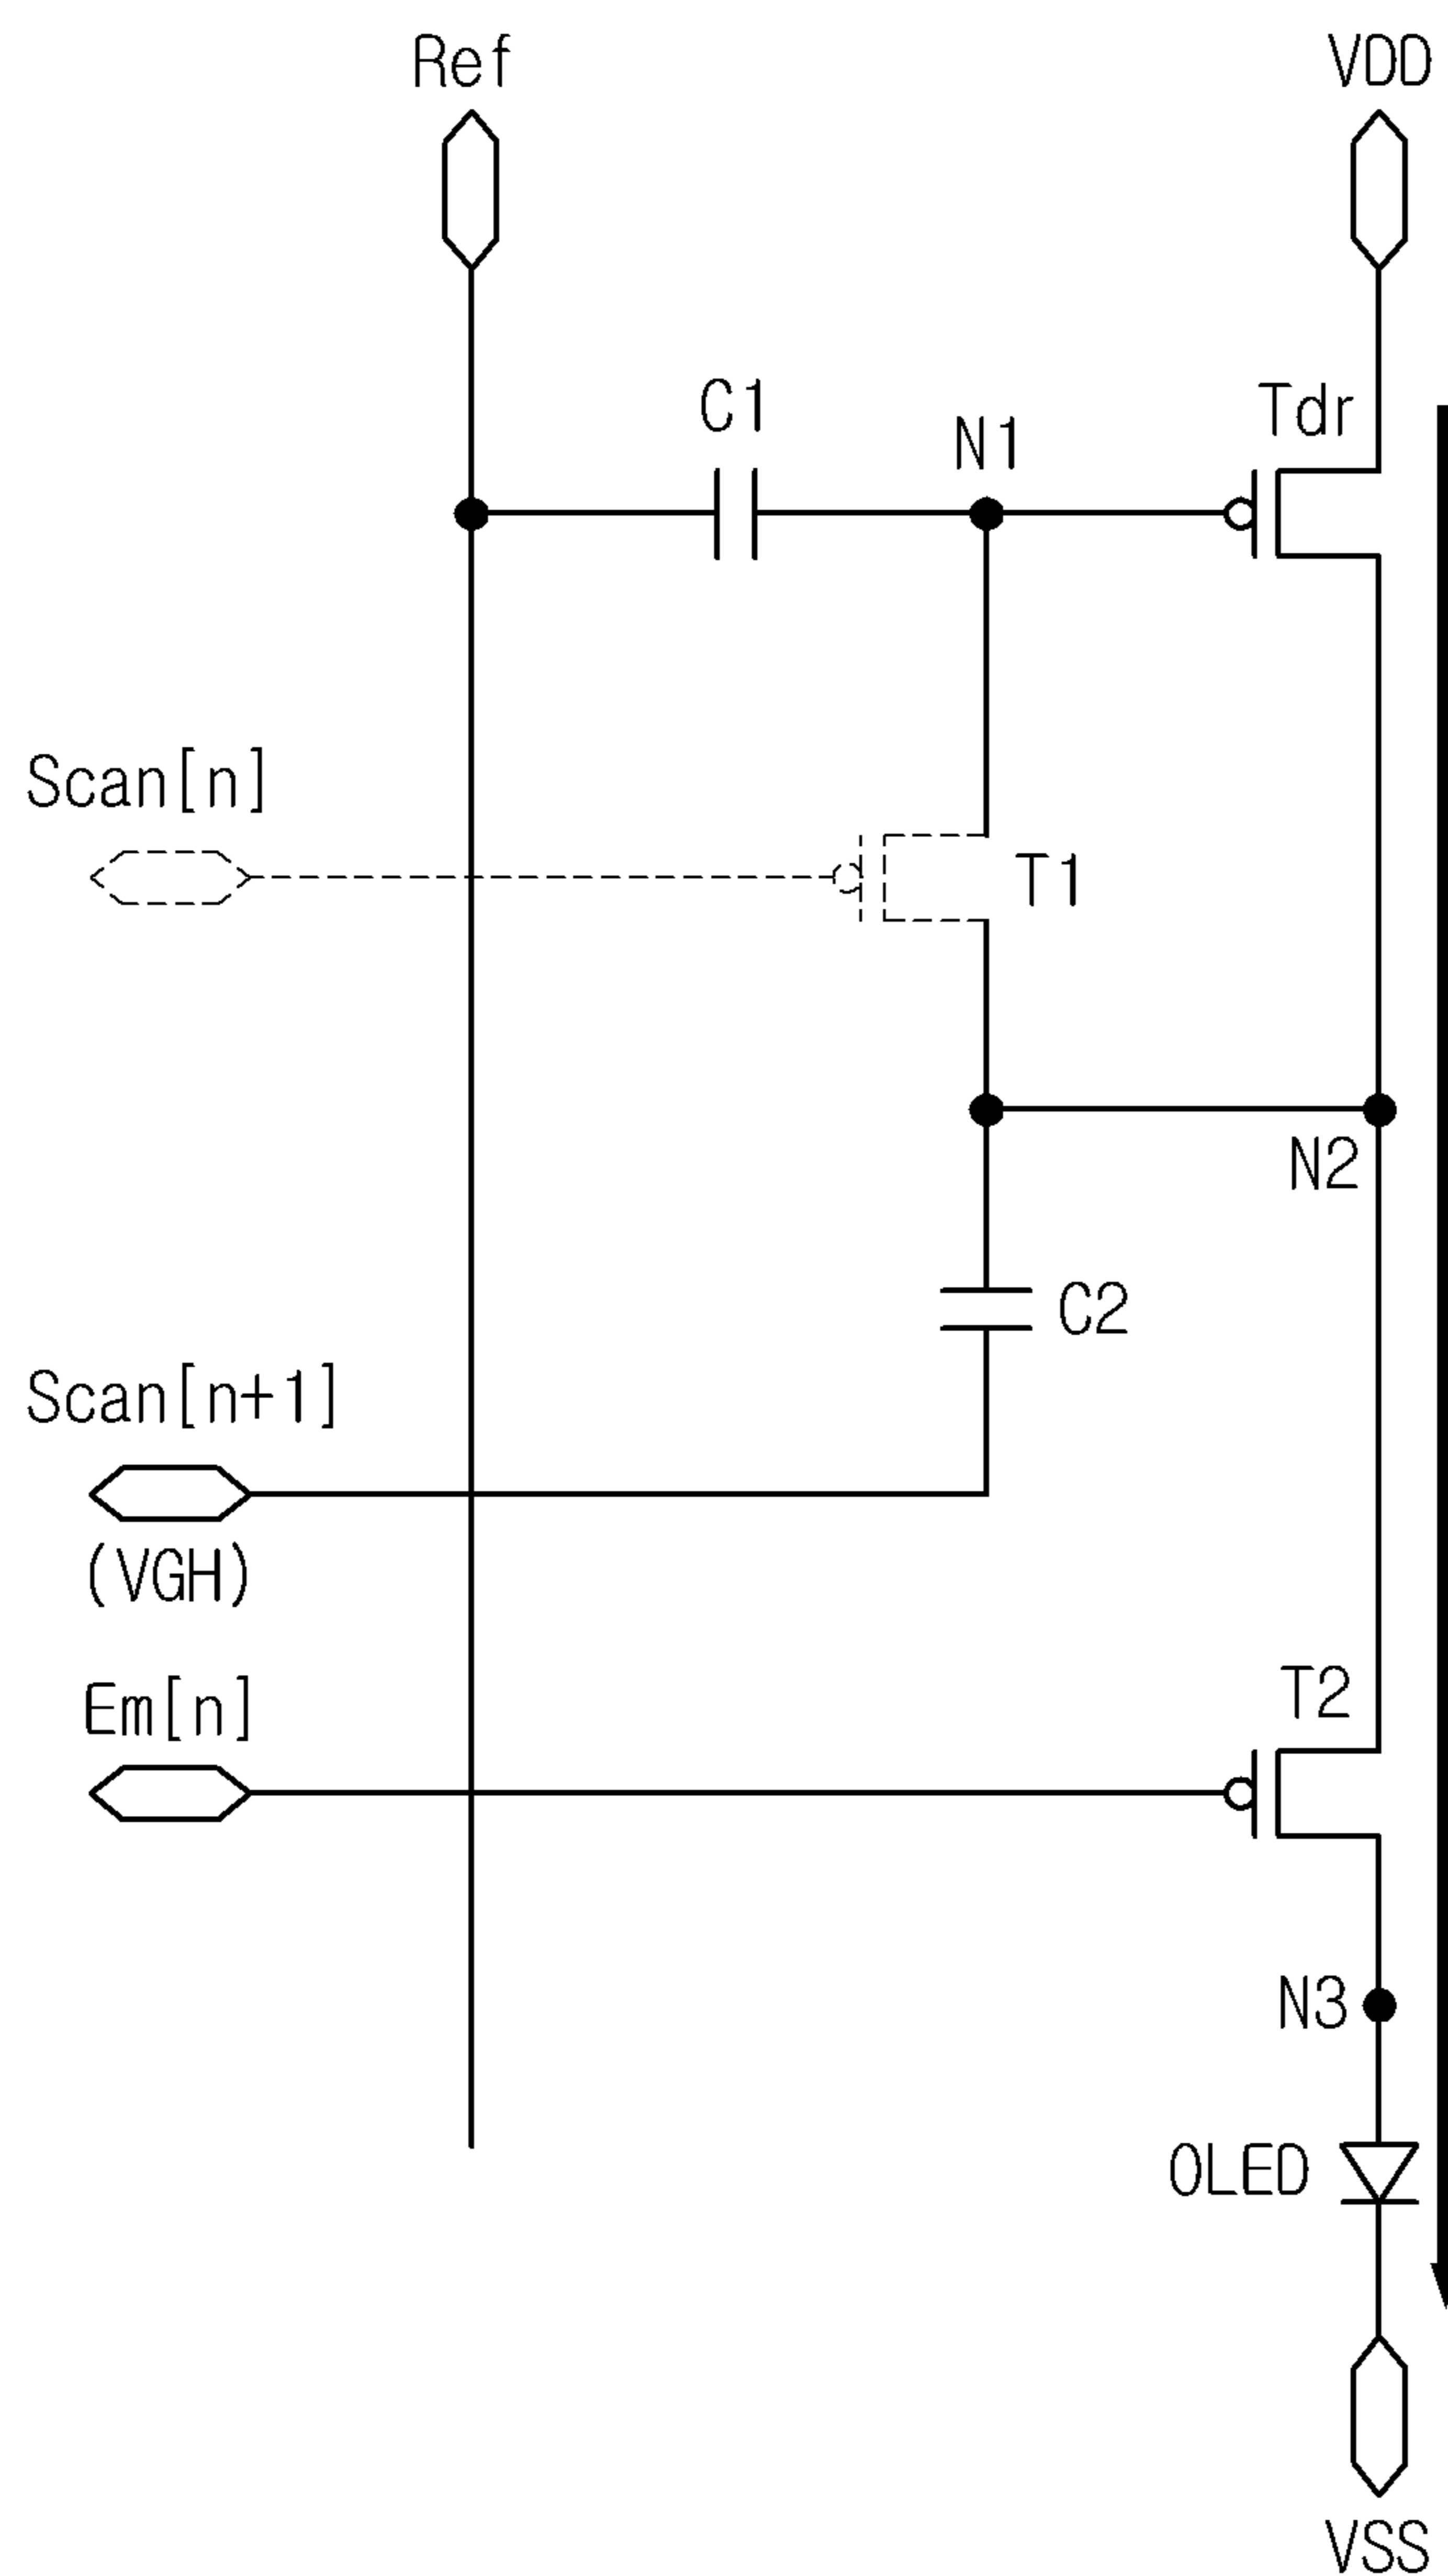 Ref
VDD
C1
N1
Tdr
Scan[n]
T1
N2
C2
Scan[n+1]
(VGH)
Em[n]
T2
N3
OLED
VSS